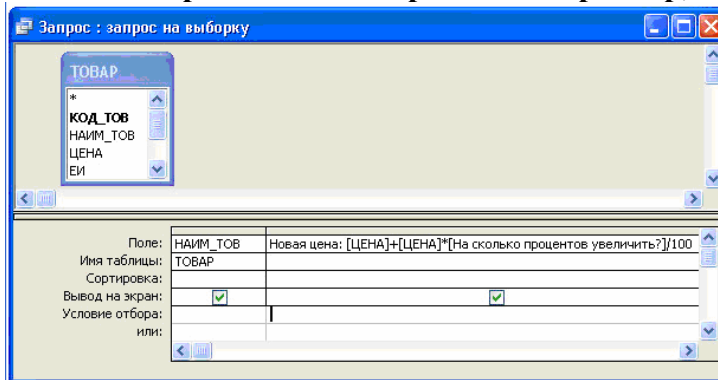 Запрос : запрос на выборку
ТОВАР
*
КОД_ТОВ
НАИМ_ТОВ
ЦЕНА
ЕИ
Поле: НАИМ_ТОВ Новая цена: [ЦЕНА]+[ЦЕНА]*[На сколько процентов увеличить?]/100
Имя таблицы: ТОВАР
Сортировка:
Вывод на экран:
Условие отбора:
или: